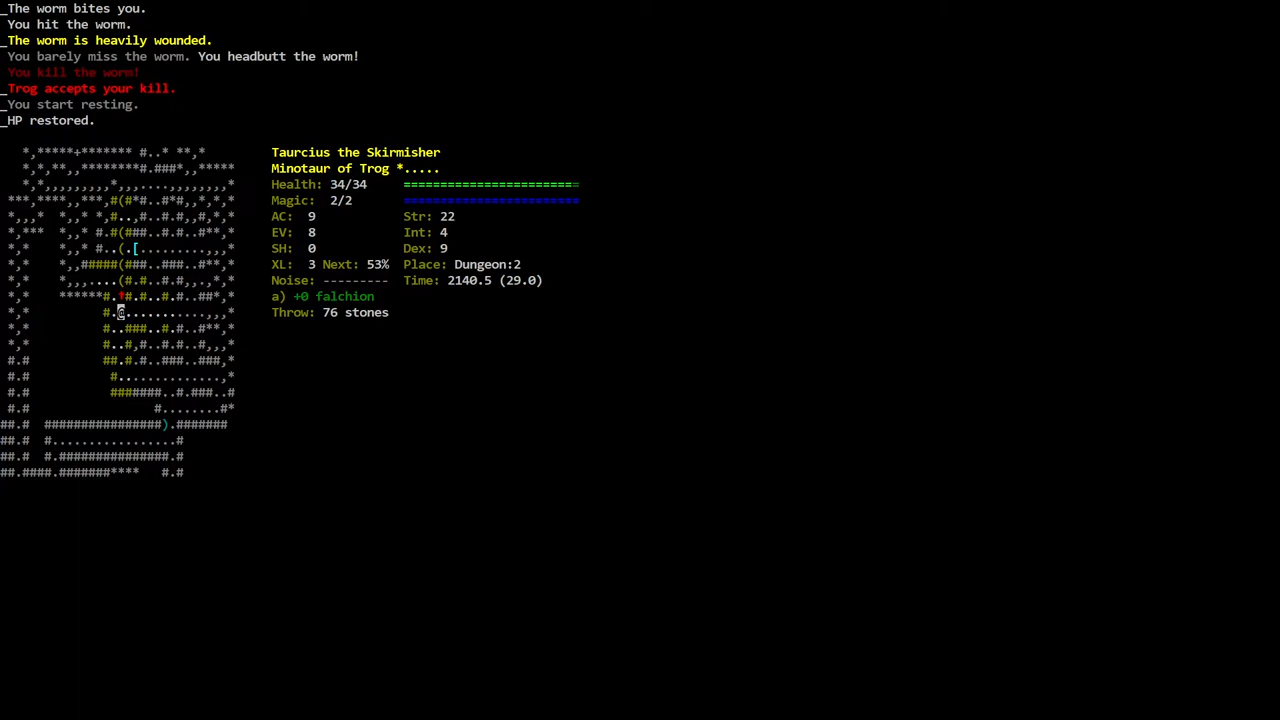 _The worm bites you.
You hit the worm.
_The worm is heavily wounded.
You barely miss the worm. You headbutt the worm!
You kill the worm!
_Trog accepts your kill.
_You start resting.
_HP restored.
Taurcius the Skirmisher
Minotaur of Trog *.....
Health: 34/34 ========================
Magic: 2/2 ========================
AC: 9 Str: 22
EV: 8 Int: 4
SH: 0 Dex: 9
XL: 3 Next: 53% Place: Dungeon:2
Noise: --------- Time: 2140.5 (29.0)
a) +0 falchion
Throw: 76 stones